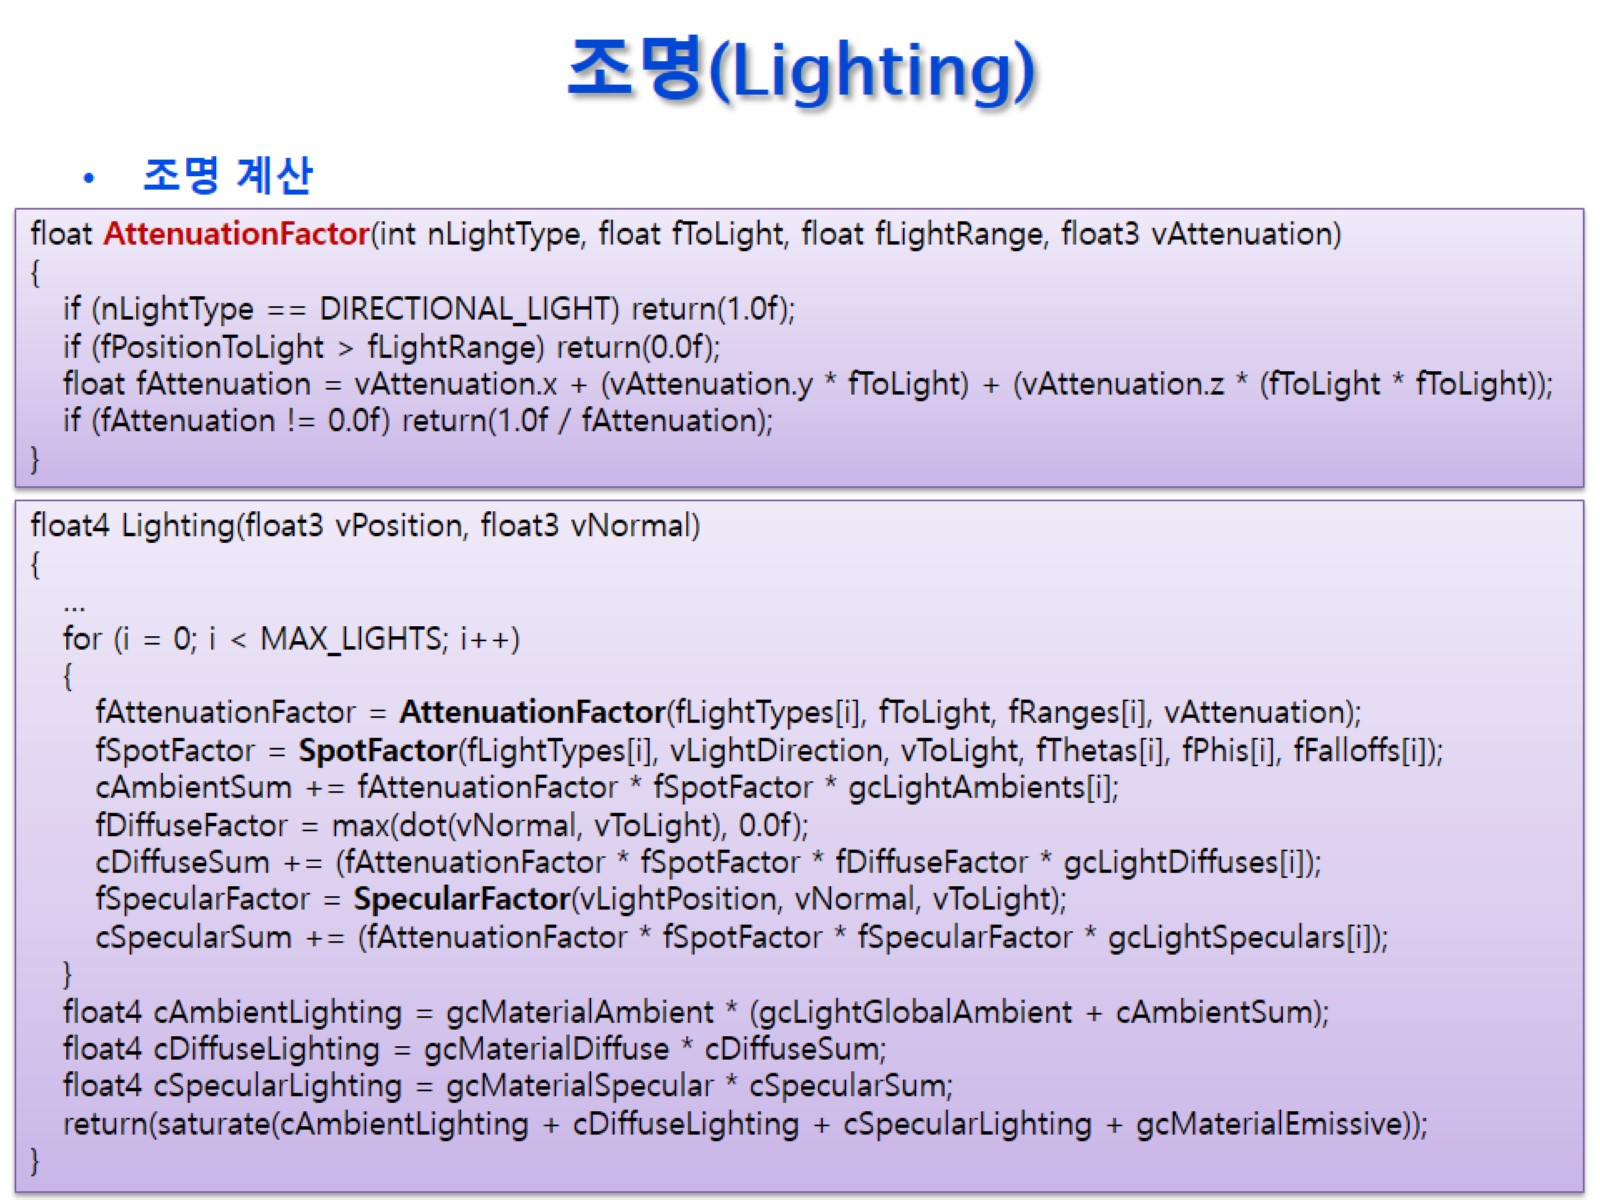 조명(Lighting)
• 조명 계산
float AttenuationFactor(int nLightType, float fToLight, float fLightRange, float3 vAttenuation)
{
if (nLightType == DIRECTIONAL_LIGHT) return(1.0f);
if (fPositionToLight > fLightRange) return(0.0f);
float fAttenuation = vAttenuation.x + (vAttenuation.y * fToLight) + (vAttenuation.z * (fToLight * fToLight));
if (fAttenuation != 0.0f) return(1.0f / fAttenuation);
}
float4 Lighting(float3 vPosition, float3 vNormal)
{
...
for (i = 0; i < MAX_LIGHTS; i++)
{
fAttenuationFactor = AttenuationFactor(fLightTypes[i], fToLight, fRanges[i], vAttenuation);
fSpotFactor = SpotFactor(fLightTypes[i], vLightDirection, vToLight, fThetas[i], fPhis[i], fFalloffs[i]);
cAmbientSum += fAttenuationFactor * fSpotFactor * gcLightAmbients[i];
fDiffuseFactor = max(dot(vNormal, vToLight), 0.0f);
cDiffuseSum += (fAttenuationFactor * fSpotFactor * fDiffuseFactor * gcLightDiffuses[i]);
fSpecularFactor = SpecularFactor(vLightPosition, vNormal, vToLight);
cSpecularSum += (fAttenuationFactor * fSpotFactor * fSpecularFactor * gcLightSpeculars[i]);
}
float4 cAmbientLighting = gcMaterialAmbient * (gcLightGlobalAmbient + cAmbientSum);
float4 cDiffuseLighting = gcMaterialDiffuse * cDiffuseSum;
float4 cSpecularLighting = gcMaterialSpecular * cSpecularSum;
return(saturate(cAmbientLighting + cDiffuseLighting + cSpecularLighting + gcMaterialEmissive));
}